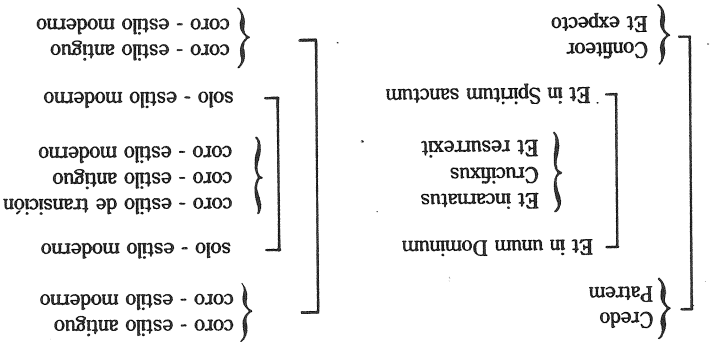 Credo
Patrem
Et in unum Dominum
Et incarnatus
Crucifixus
Et resurrexit
Et in Spiritum sanctum
Confiteor
Et expecto
coro - estilo antiguo
coro - estilo moderno
solo - estilo moderno
coro - estilo de transición
coro - estilo antiguo
coro - estilo moderno
solo - estilo moderno
coro - estilo antiguo
coro - estilo moderno